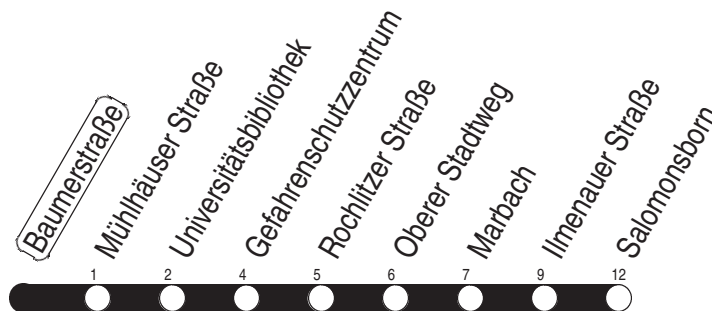 Baumerstraße
Mühlhäuser Straße
Universitätsbibliothek
Gefahrenschutzzentrum
Rochlitzer Straße
Oberer Stadtweg
Marbach
Ilmenauer Straße
Salomonsborn
1 2 4 5 6 7 9 12